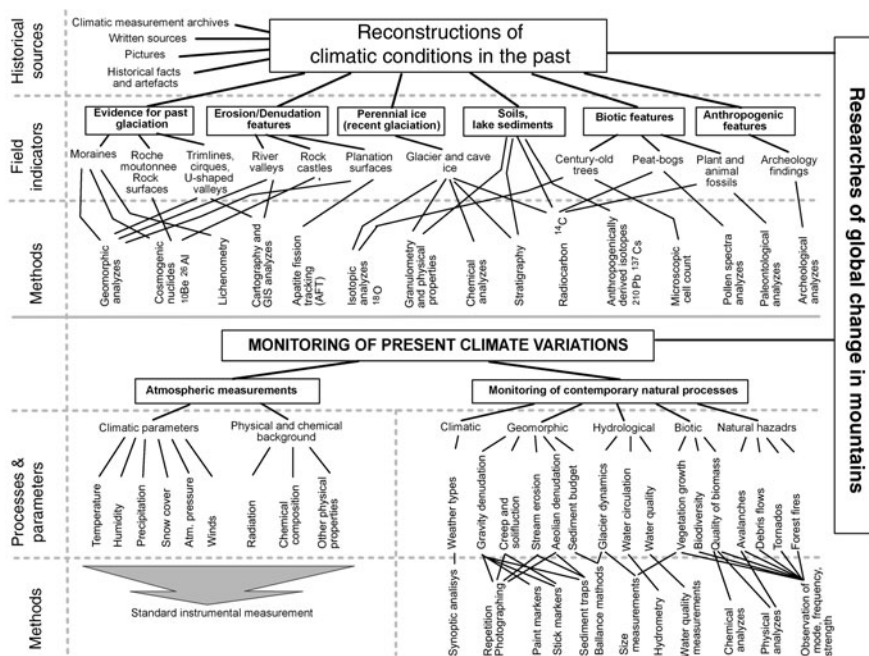 Historical
sources
Climatic measurement archives
Written sources
Pictures
Historical facts
and artefacts
Reconstructions of
climatic conditions in the past
Researches of global change in mountains
Field
indicators
Evidence for past
glaciation
Erosion/Denudation
features
Perennial ice
(recent glaciation)
Soils,
lake sediments
Biotic features
Anthropogenic
features
Moraines
Roche
moutonnee
Rock
surfaces
Trimlines,
cirques,
U-shaped
valleys
River
valleys
Rock
castles
Planation
surfaces
Glacier and cave
ice
Century-old
trees
Peat-bogs
Plant and
animal
fossils
Archeology
findings
Methods
Geomorphic
analyzes
Cosmogenic
nuclides
10Be 26 Al
Lichenometry
Cartography and
GIS analyzes
Apatite fission
tracking
(AFT)
Isotopic
analyzes
18O
Granulometry
and physical
properties
Chemical
analyzes
Stratigraphy
Radiocarbon 14C
Anthropogenically
derived isotopes
210 Pb 137 Cs
Microscopic
cell count
Pollen spectra
analyzes
Paleontological
analyzes
Archeological
analyzes
MONITORING OF PRESENT CLIMATE VARIATIONS
Atmospheric measurements
Monitoring of contemporary natural processes
Processes &
parameters
Climatic parameters
Physical and chemical
background
Climatic
Geomorphic
Hydrological
Biotic
Natural hazadrs
Temperature
Humidity
Precipitation
Snow cover
Atm. pressure
Winds
Radiation
Chemical
composition
Other physical
properties
Weather types
Gravity denudation
Creep and
solifluction
Stream erosion
Aeolian denudation
Sediment budget
Glacier dynamics
Water circulation
Water quality
Vegetation growth
Biodiversity
Quality of biomass
Avalanches
Debris flows
Tornados
Forest fires
Methods
Standard instrumental measurement
Synoptic analisys
Repetition
Photographing
Paint markers
Stick markers
Sediment traps
Ballance mathods
Size
measurements
Hydrometry
Water quality
measurements
Chemical
analyzes
Physical
analyzes
Observation of
mode, frequency,
strength